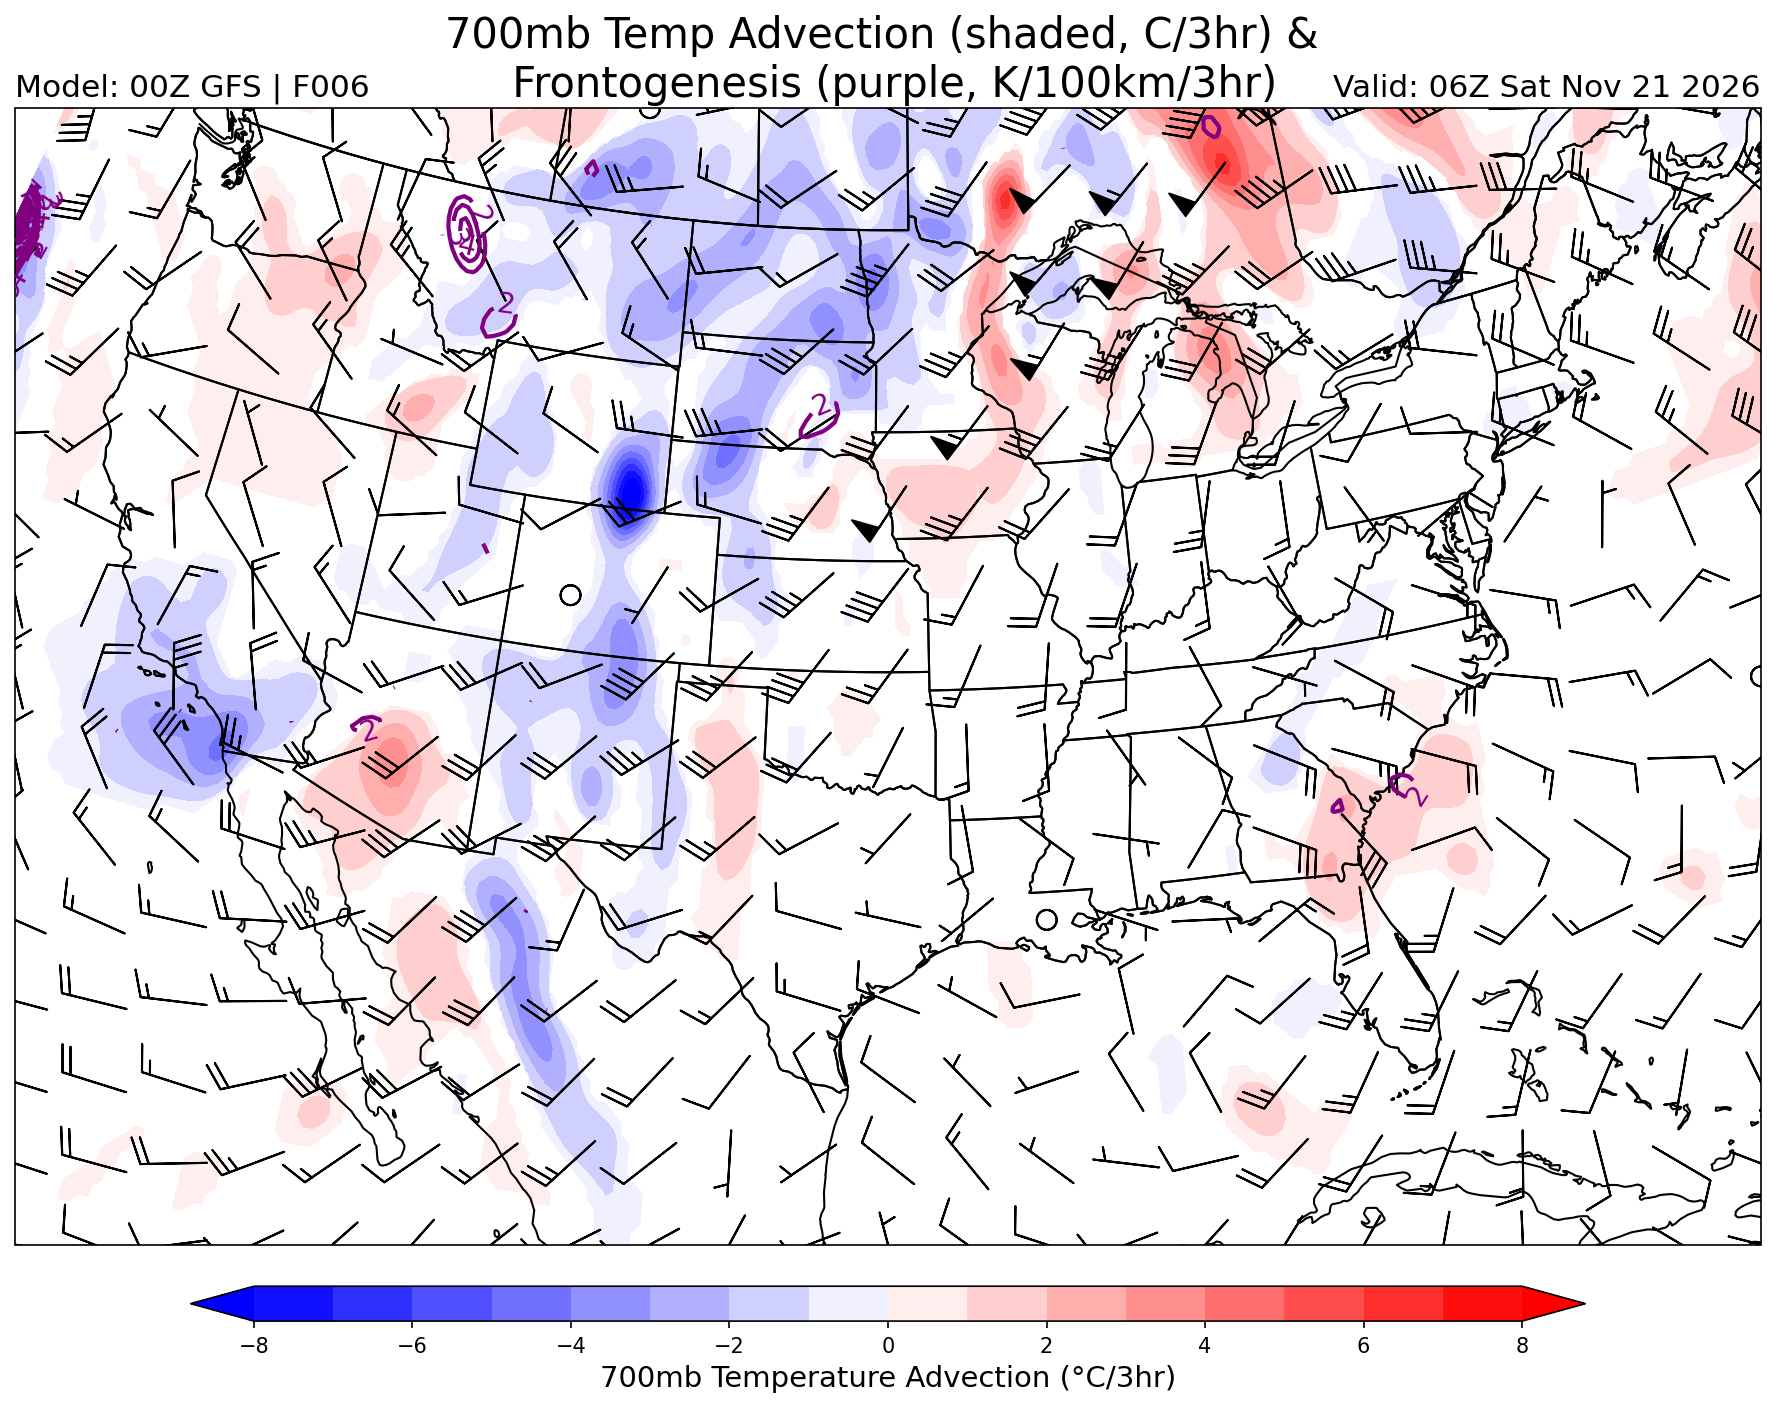 700mb Temp Advection (shaded, C/3hr) &
Model: 00Z GFS | F006 Frontogenesis (purple, K/100km/3hr) Valid: 06Z Sat Nov 21 2026
2
2
2
2
2
−8 −6 −4 −2 0 2 4 6 8
700mb Temperature Advection (°C/3hr)